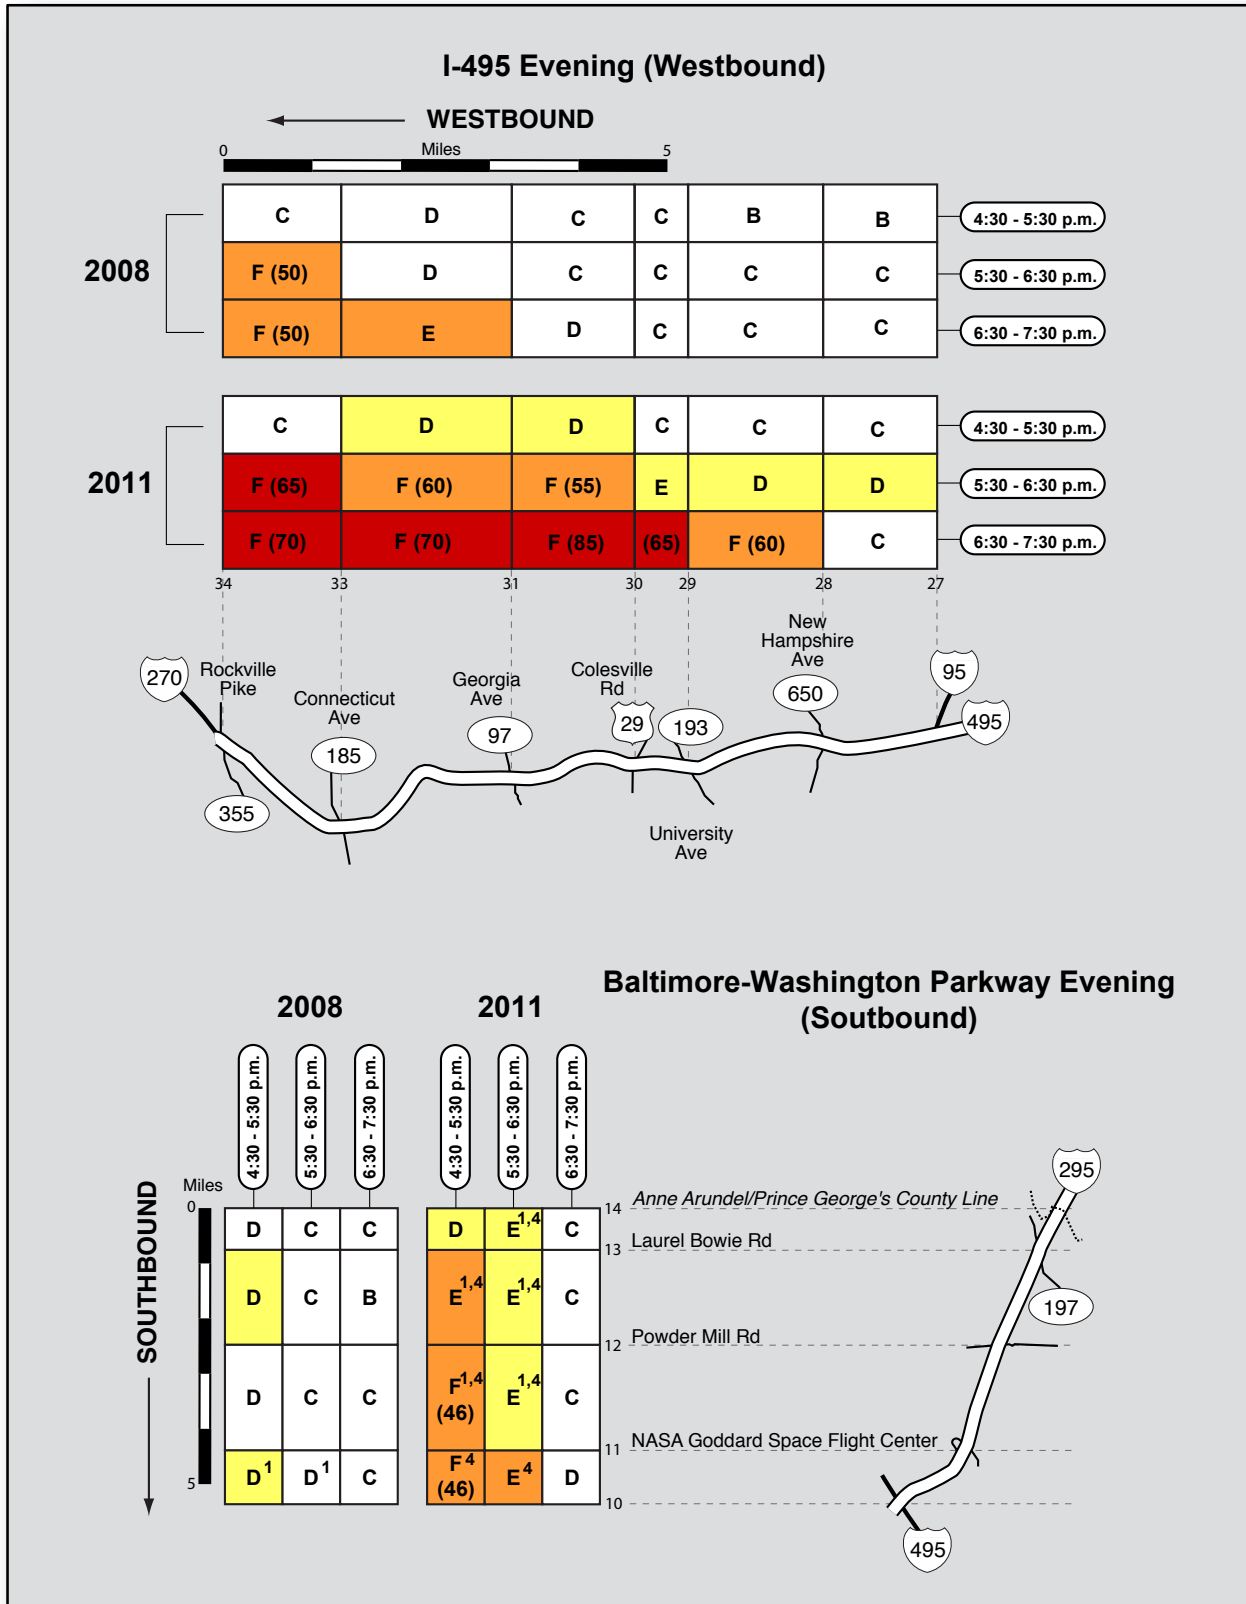 I-495 Evening (Westbound)
WESTBOUND
0 Miles 5
C D C C B B 4:30 - 5:30 p.m.
2008 F (50) D C C C C 5:30 - 6:30 p.m.
F (50) E D C C C 6:30 - 7:30 p.m.
C D D C C C 4:30 - 5:30 p.m.
2011 F (65) F (60) F (55) E D D 5:30 - 6:30 p.m.
F (70) F (70) F (85) (65) F (60) C 6:30 - 7:30 p.m.
34 33 31 30 29 28 27
270
Rockville
Pike
Connecticut
Ave
Georgia
Ave
Colesville
Rd
New
Hampshire
Ave
95
185
97
29
193
650
495
355
University
Ave
Baltimore-Washington Parkway Evening
(Soutbound)
2008 2011
4:30 - 5:30 p.m.
5:30 - 6:30 p.m.
6:30 - 7:30 p.m.
4:30 - 5:30 p.m.
5:30 - 6:30 p.m.
6:30 - 7:30 p.m.
SOUTHBOUND
Miles
0
5
D C C D E1,4 C
D C B E1,4 E1,4 C
D C C F1,4 (46) E1,4 C
D1 D1 C F4 (46) E4 D
14 Anne Arundel/Prince George's County Line
13 Laurel Bowie Rd
12 Powder Mill Rd
11 NASA Goddard Space Flight Center
10
295
197
495